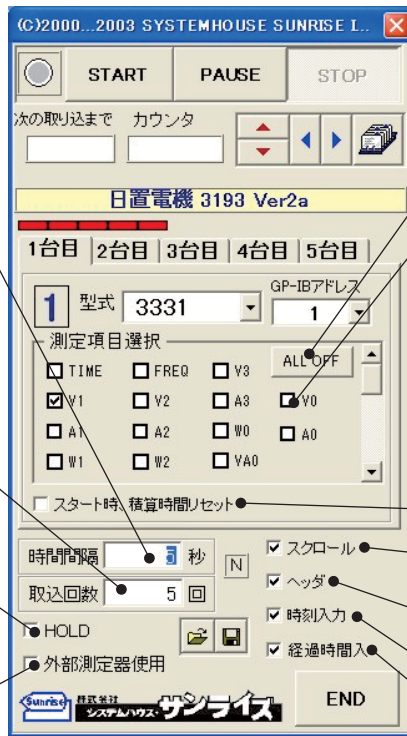 (C)2000...2003 SYSTEMHOUSE SUNRISE I...
START PAUSE STOP
次の取り込まで カウンタ
日置電機 3193 Ver2a
1台目 2台目 3台目 4台目 5台目
GP-IBアドレス
1 型式 3331 1
測定項目選択
ALL OFF
TIME FREQ V3
V1 V2 A3 V0
A1 A2 W0 A0
W1 W2 VA0
スタート時、積算時間リセット
時間間隔 5 秒 N
取込回数 5 回
スクロール
ヘッダ
時刻入力
経過時間入
HOLD
外部測定器使用
Sunrise 株式会社 システムハウス・サンライズ
END